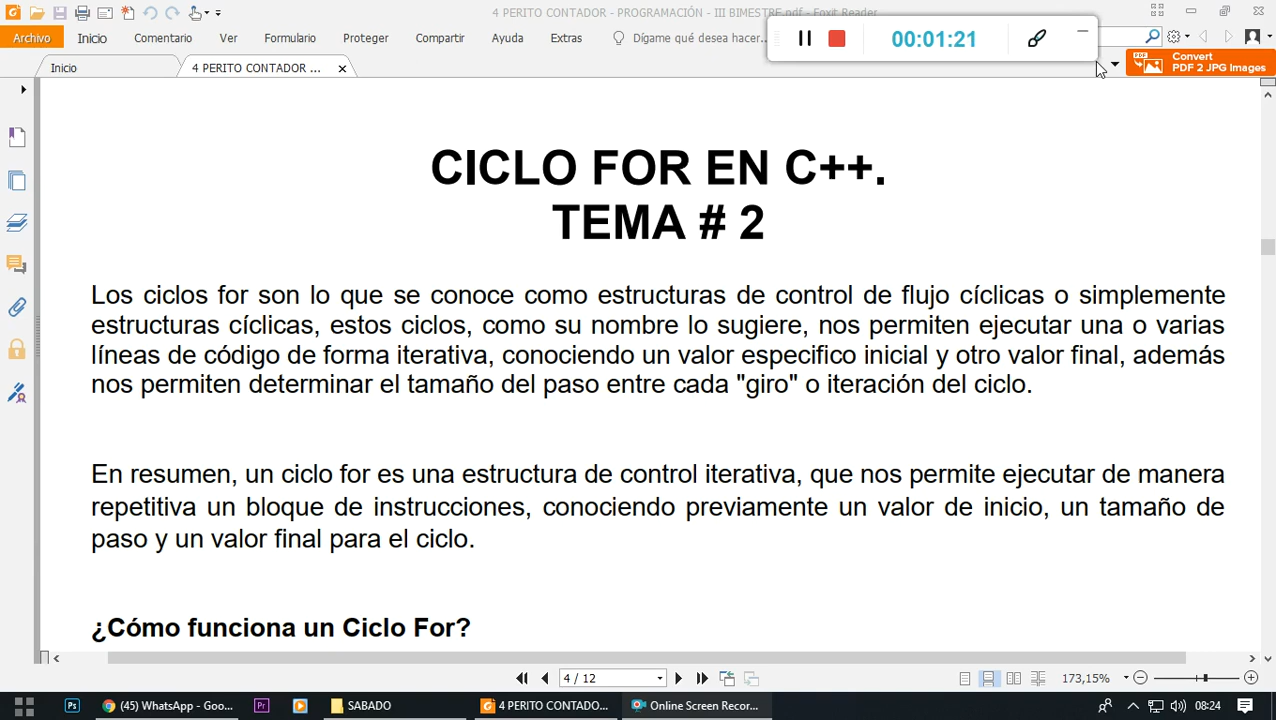 4 PERITO CONTADOR - PROGRAMACIÓN - III BIMESTRE.pdf - Foxit Reader
Archivo Inicio Comentario Ver Formulario Proteger Compartir Ayuda Extras Dígame qué desea hacer...
00:01:21
Inicio
4 PERITO CONTADOR ...
PDF
Convert
PDF 2 JPG Images
CICLO FOR EN C++.
TEMA # 2
Los ciclos for son lo que se conoce como estructuras de control de flujo cíclicas o simplemente
estructuras cíclicas, estos ciclos, como su nombre lo sugiere, nos permiten ejecutar una o varias
líneas de código de forma iterativa, conociendo un valor especifico inicial y otro valor final, además
nos permiten determinar el tamaño del paso entre cada "giro" o iteración del ciclo.
En resumen, un ciclo for es una estructura de control iterativa, que nos permite ejecutar de manera
repetitiva un bloque de instrucciones, conociendo previamente un valor de inicio, un tamaño de
paso y un valor final para el ciclo.
¿Cómo funciona un Ciclo For?
4 / 12
173,15%
Ps
(45) WhatsApp - Goo...
Pr
SABADO
4 PERITO CONTADO...
Online Screen Recor...
08:24